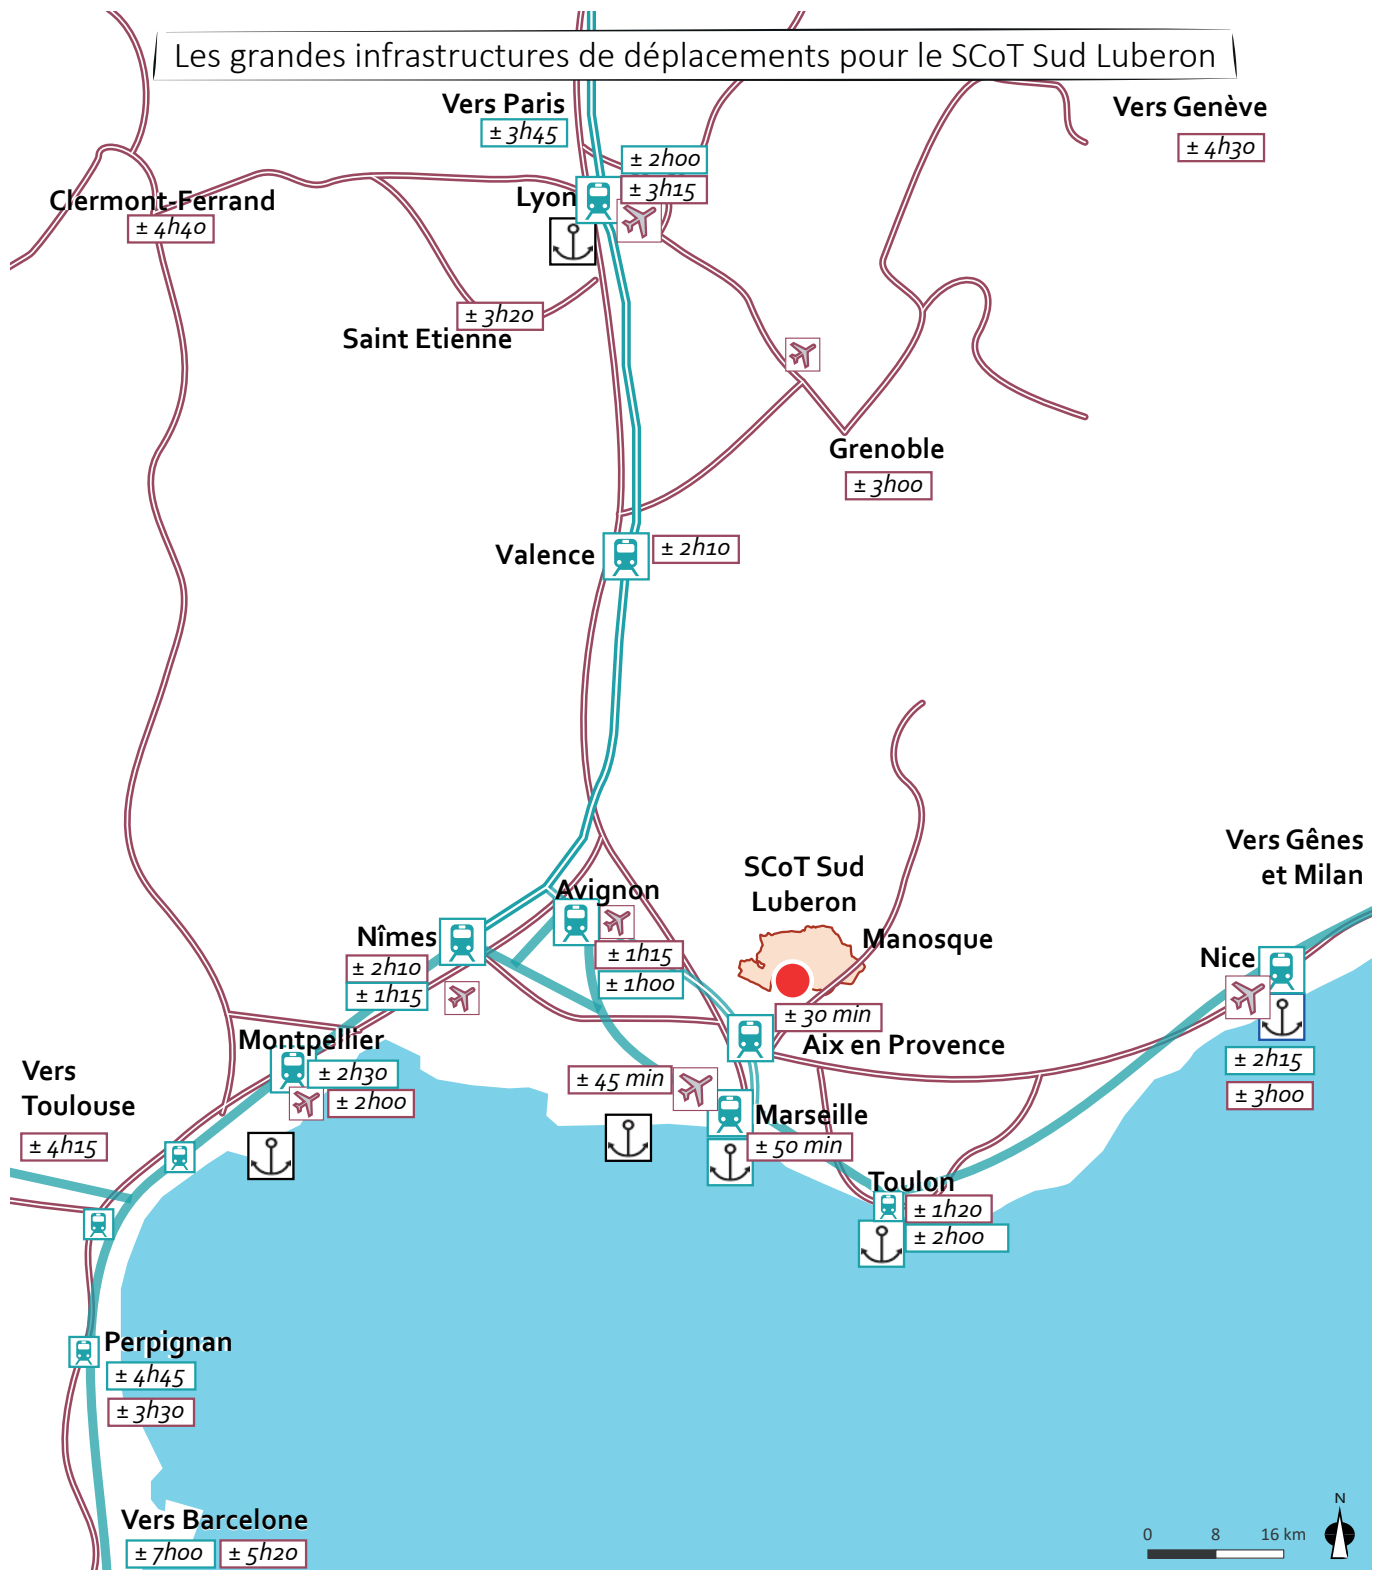 Les grandes infrastructures de déplacements pour le SCoT Sud Luberon
Vers Paris
± 3h45
Vers Genève
± 4h30
± 2h00
± 3h15
Lyon
Clermont-Ferrand
± 4h40
± 3h20
Saint Etienne
Grenoble
± 3h00
Valence
± 2h10
Vers Gênes
et Milan
SCoT Sud
Luberon
Avignon
± 1h15
± 1h00
Nîmes
± 2h10
± 1h15
Manosque
Nice
± 2h15
± 3h00
± 30 min
Aix en Provence
Montpellier
± 2h30
± 2h00
± 45 min
Marseille
± 50 min
Vers
Toulouse
± 4h15
Toulon
± 1h20
± 2h00
Perpignan
± 4h45
± 3h30
Vers Barcelone
± 7h00
± 5h20
N
0 8 16 km